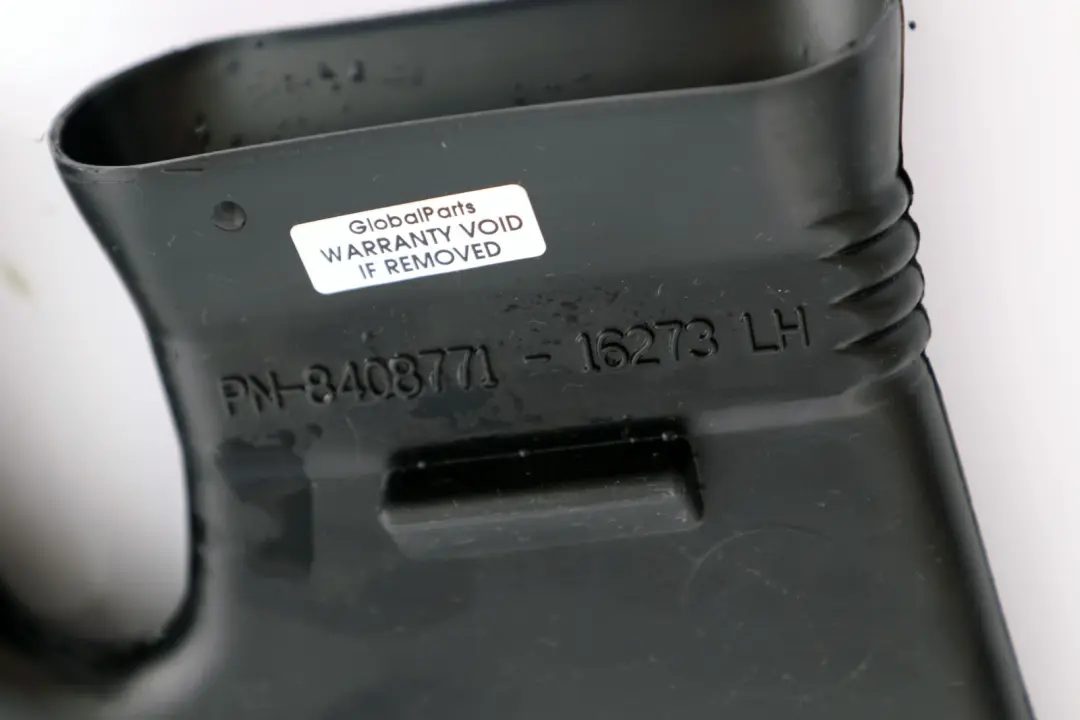 GlobalParts
WARRANTY VOID
IF REMOVED
PN-8408771 - 16273 LH